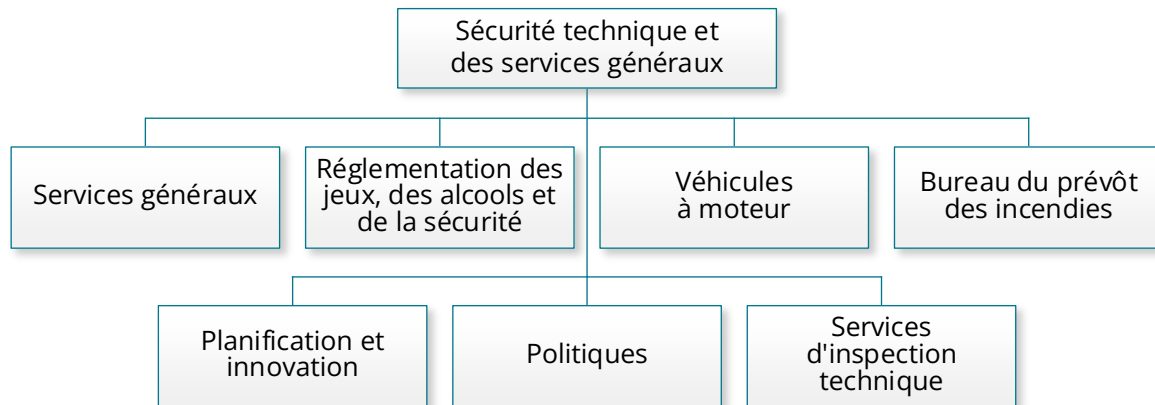 Sécurité technique et
des services généraux
Services généraux
Réglementation des
jeux, des alcools et
de la sécurité
Véhicules
à moteur
Bureau du prévôt
des incendies
Planification et
innovation
Politiques
Services
d'inspection
technique